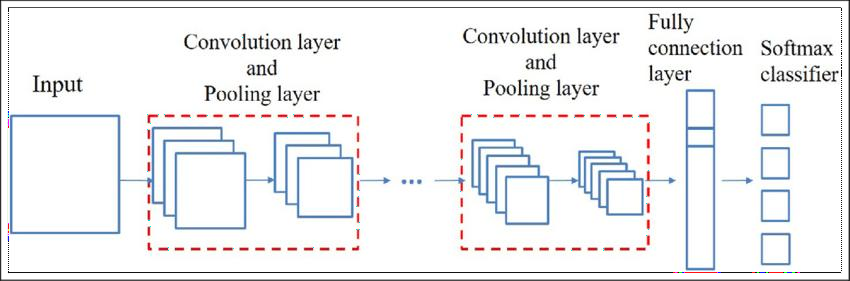 Input
Convolution layer
and
Pooling layer
...
Convolution layer
and
Pooling layer
Fully
connection
layer
Softmax
classifier